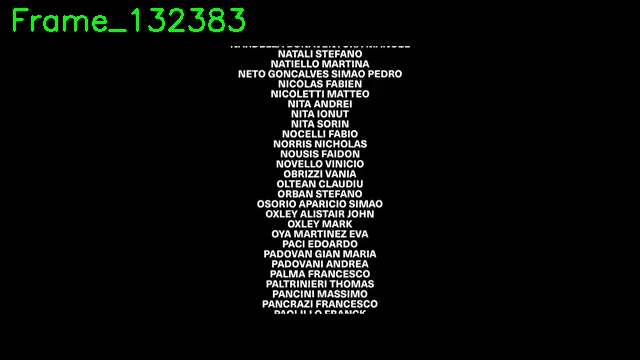 Frame_132383
NATALI STEFANO
NATIELLO MARTINA
NETO GONCALVES SIMAO PEDRO
NICOLAS FABIEN
NICOLETTI MATTEO
NITA ANDREI
NITA IONUT
NITA SORIN
NOCELLI FABIO
NORRIS NICHOLAS
NOUSIS FAIDON
NOVELLO VINICIO
OBRIZZI VANIA
OLTEAN CLAUDIU
ORBAN STEFANO
OSORIO APARICIO SIMAO
OXLEY ALISTAIR JOHN
OXLEY MARK
OYA MARTINEZ EVA
PACI EDOARDO
PADOVAN GIAN MARIA
PADOVANI ANDREA
PALMA FRANCESCO
PALTRINIERI THOMAS
PANCINI MASSIMO
PANCRAZI FRANCESCO
PAOLILLO FRANCK